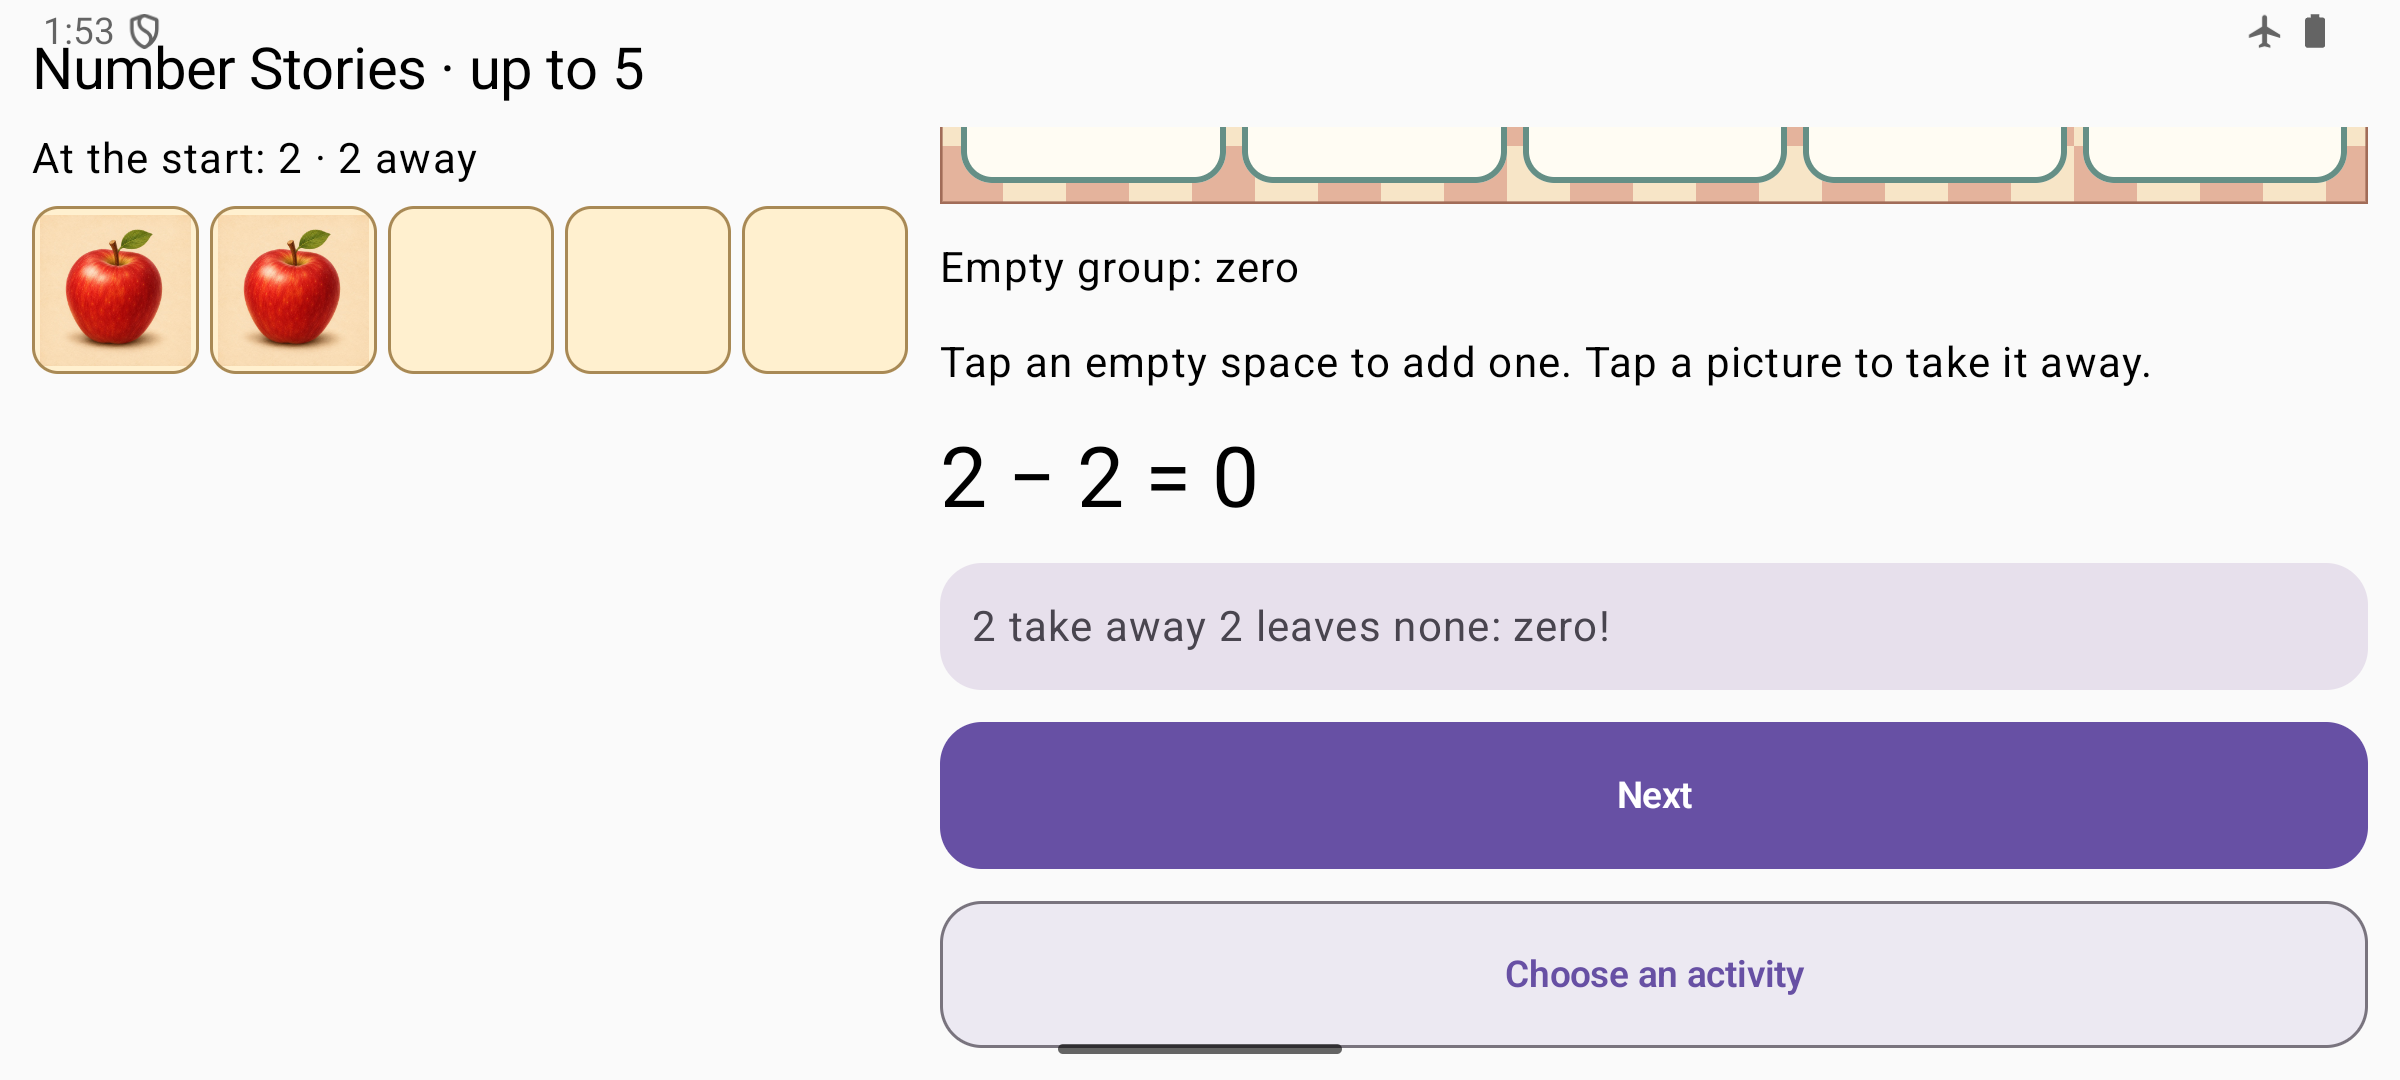 1:53
Number Stories · up to 5
At the start: 2 · 2 away
Empty group: zero
Tap an empty space to add one. Tap a picture to take it away.
2 − 2 = 0
2 take away 2 leaves none: zero!
Next
Choose an activity